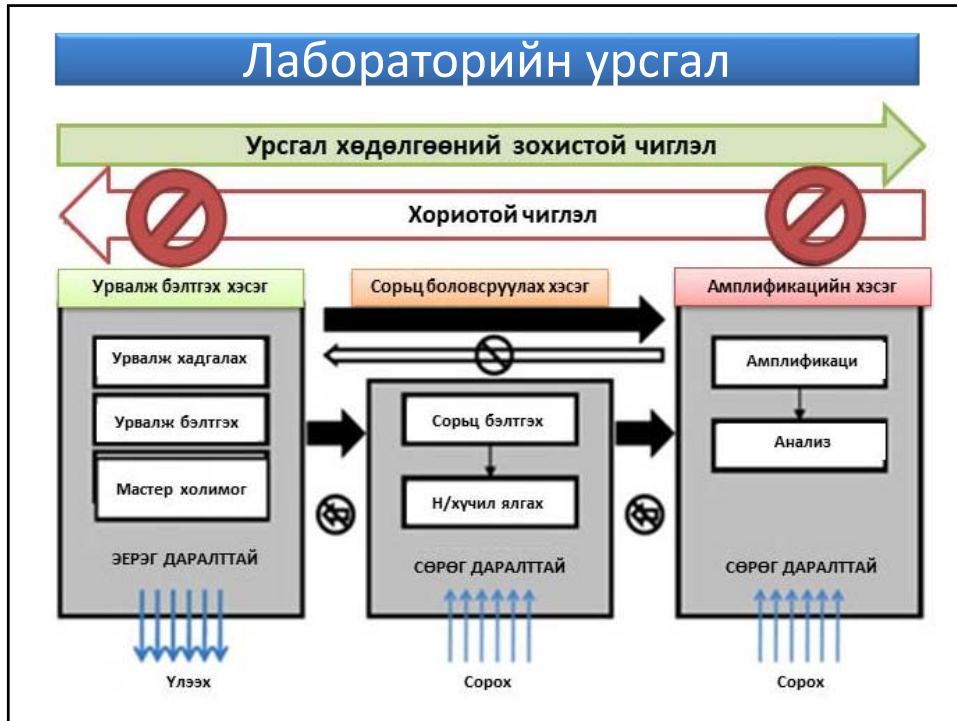 Лабораторийн урсгал
Урсгал хөдөлгөөний зохистой чиглэл
Хориотой чиглэл
Урвалж бэлтгэх хэсэг
Сорьц боловсруулах хэсэг
Амплификацийн хэсэг
Урвалж хадгалах
Урвалж бэлтгэх
Мастер холимог
ЭЕРЭГ ДАРАЛТТАЙ
Үлээх
Сорьц бэлтгэх
Н/хүчил ялгах
СӨРӨГ ДАРАЛТТАЙ
Сорох
Амплификаци
Анализ
СӨРӨГ ДАРАЛТТАЙ
Сорох